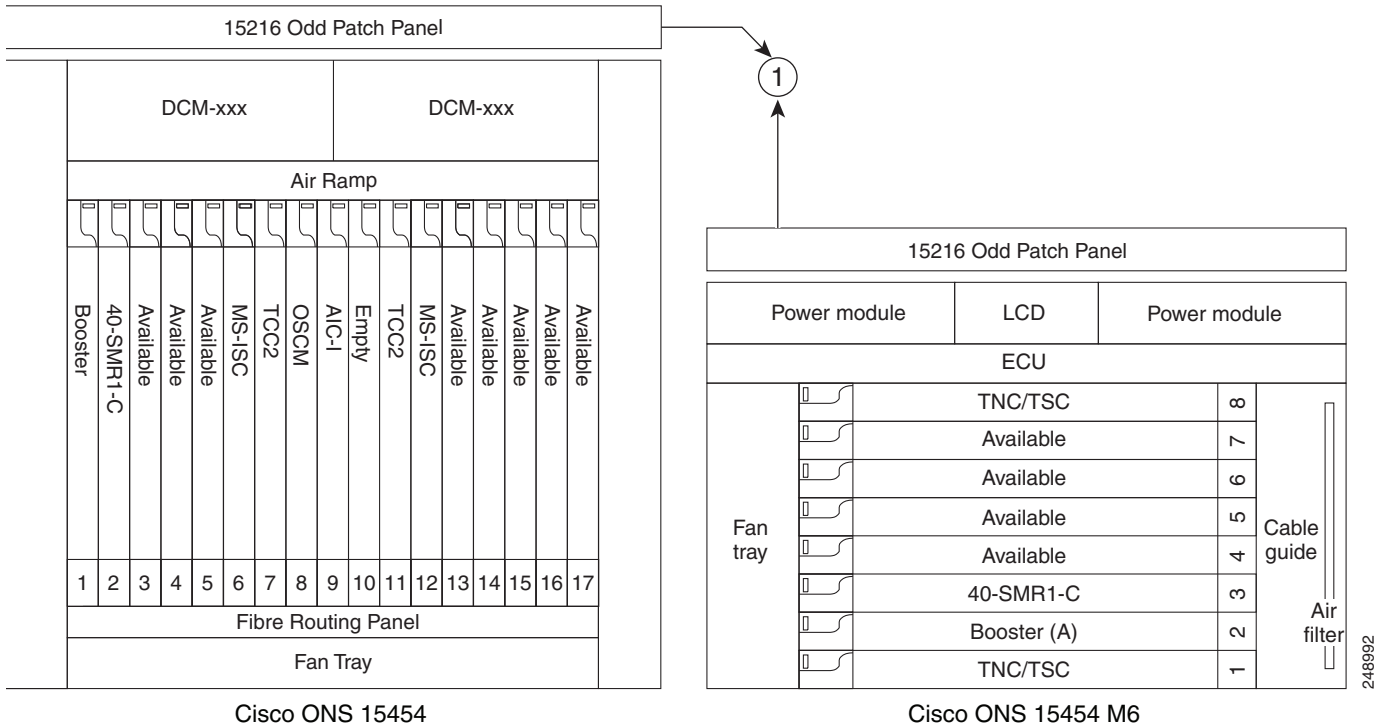 15216 Odd Patch Panel
1
DCM-xxx
DCM-xxx
Air Ramp
Booster
40-SMR1-C
Available
Available
Available
MS-ISC
TCC2
OSCM
AIC-I
Empty
TCC2
MS-ISC
Available
Available
Available
Available
Available
1 2 3 4 5 6 7 8 9 10 11 12 13 14 15 16 17
Fibre Routing Panel
Fan Tray
Cisco ONS 15454
15216 Odd Patch Panel
Power module
LCD
Power module
ECU
Fan
tray
TNC/TSC 8
Available 7
Available 6
Available 5
Available 4
40-SMR1-C 3
Booster (A) 2
TNC/TSC 1
Cable
guide
Air
filter
Cisco ONS 15454 M6
248992